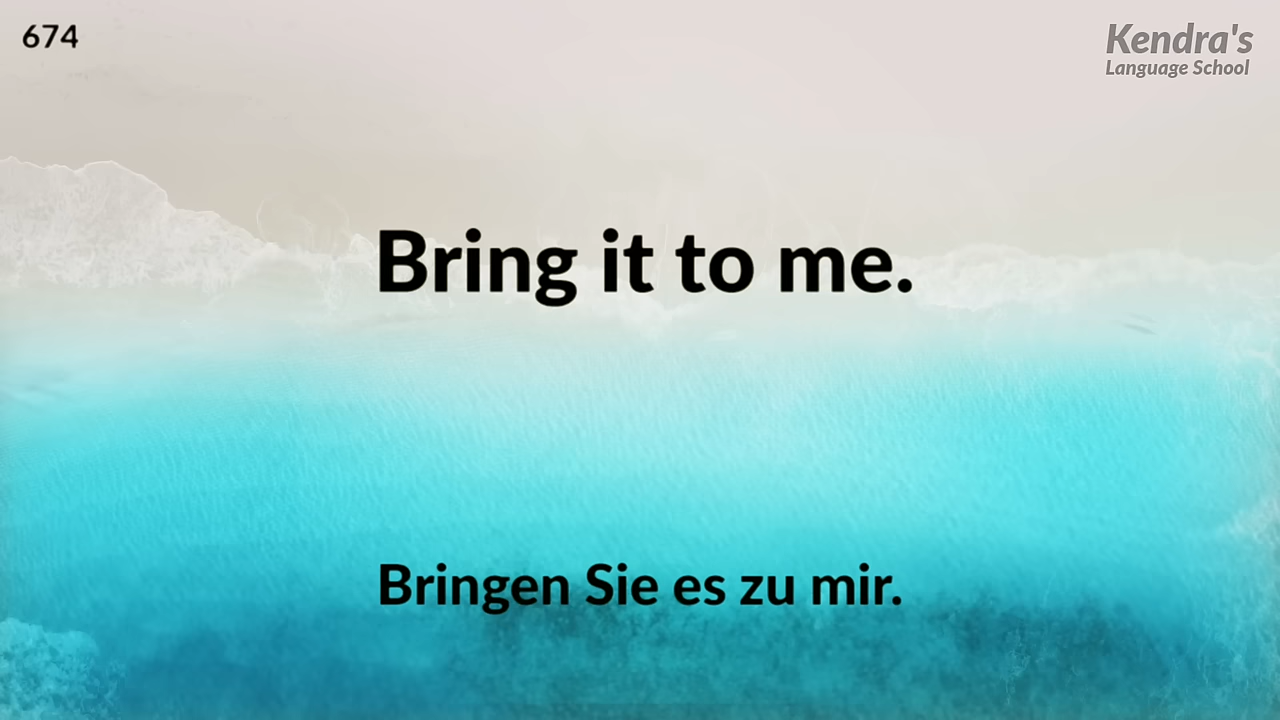 674
Kendra's
Language School
Bring it to me.
Bringen Sie es zu mir.